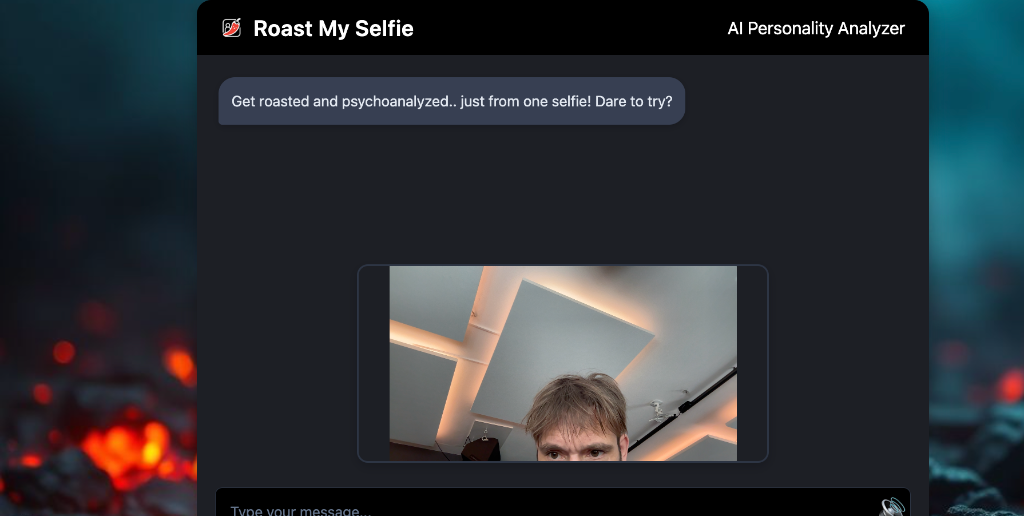 Roast My Selfie
AI Personality Analyzer
Get roasted and psychoanalyzed.. just from one selfie! Dare to try?
Type your message...